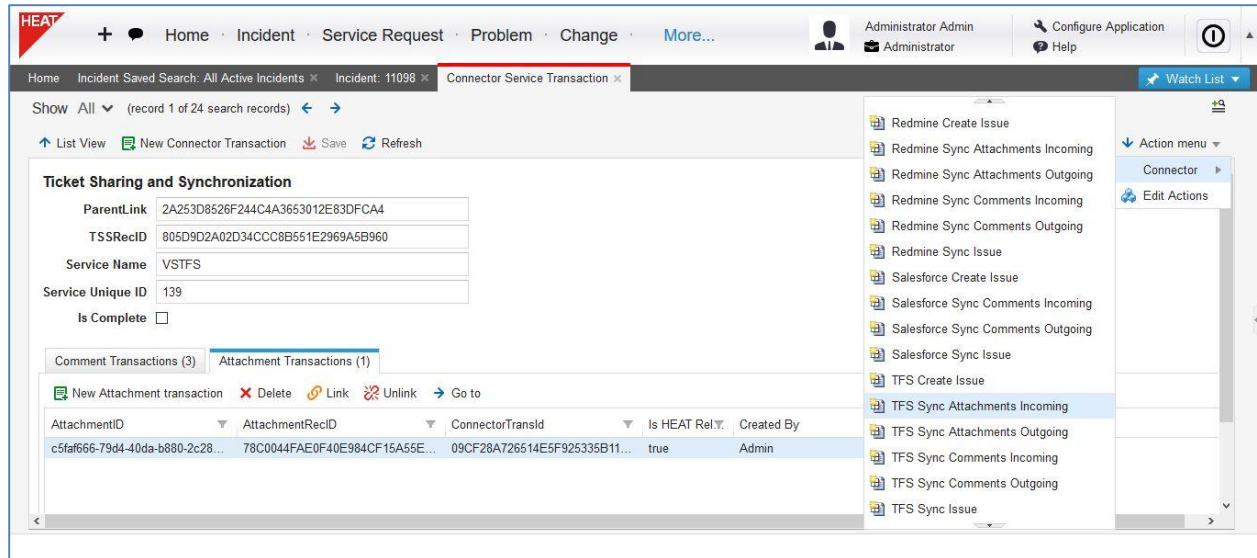 HEAT
Home · Incident · Service Request · Problem · Change · More...
Administrator Admin
Administrator
Configure Application
Help
Home Incident Saved Search: All Active Incidents × Incident: 11098 × Connector Service Transaction ×
Watch List
Show All (record 1 of 24 search records)
List View New Connector Transaction Save Refresh
Action menu
Connector
Edit Actions
Ticket Sharing and Synchronization
ParentLink 2A253D8526F244C4A3653012E83DFCA4
TSSRecID 805D9D2A02D34CCC8B551E2969A5B960
Service Name VSTFS
Service Unique ID 139
Is Complete
Comment Transactions (3) Attachment Transactions (1)
New Attachment transaction Delete Link Unlink Go to
AttachmentID AttachmentRecID ConnectorTransId Is HEAT Rel... Created By
c5faf666-79d4-40da-b880-2c28... 78C0044FAE0F40E984CF15A55E... 09CF28A726514E5F925335B11... true Admin
Redmine Create Issue
Redmine Sync Attachments Incoming
Redmine Sync Attachments Outgoing
Redmine Sync Comments Incoming
Redmine Sync Comments Outgoing
Redmine Sync Issue
Salesforce Create Issue
Salesforce Sync Comments Incoming
Salesforce Sync Comments Outgoing
Salesforce Sync Issue
TFS Create Issue
TFS Sync Attachments Incoming
TFS Sync Attachments Outgoing
TFS Sync Comments Incoming
TFS Sync Comments Outgoing
TFS Sync Issue